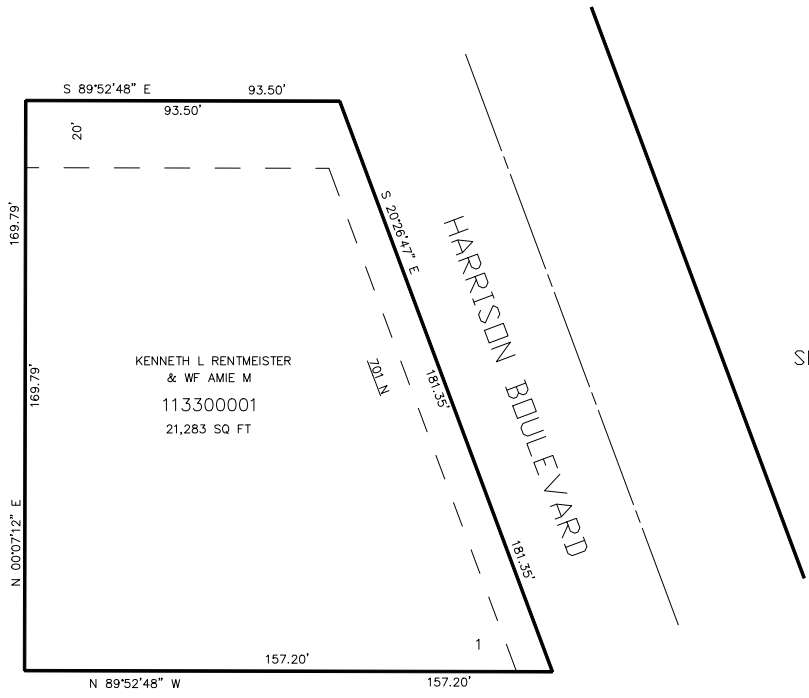 S 89°52'48" E
93.50'
93.50'
20'
169.79'
S 20°26'47" E
HARRISON BOULEVARD
SI
169.79'
KENNETH L RENTMEISTER
& WF AMIE M
113300001
21,283 SQ FT
701 N
181.35'
N 00°07'12" E
181.35'
1
157.20'
N 89°52'48" W
157.20'